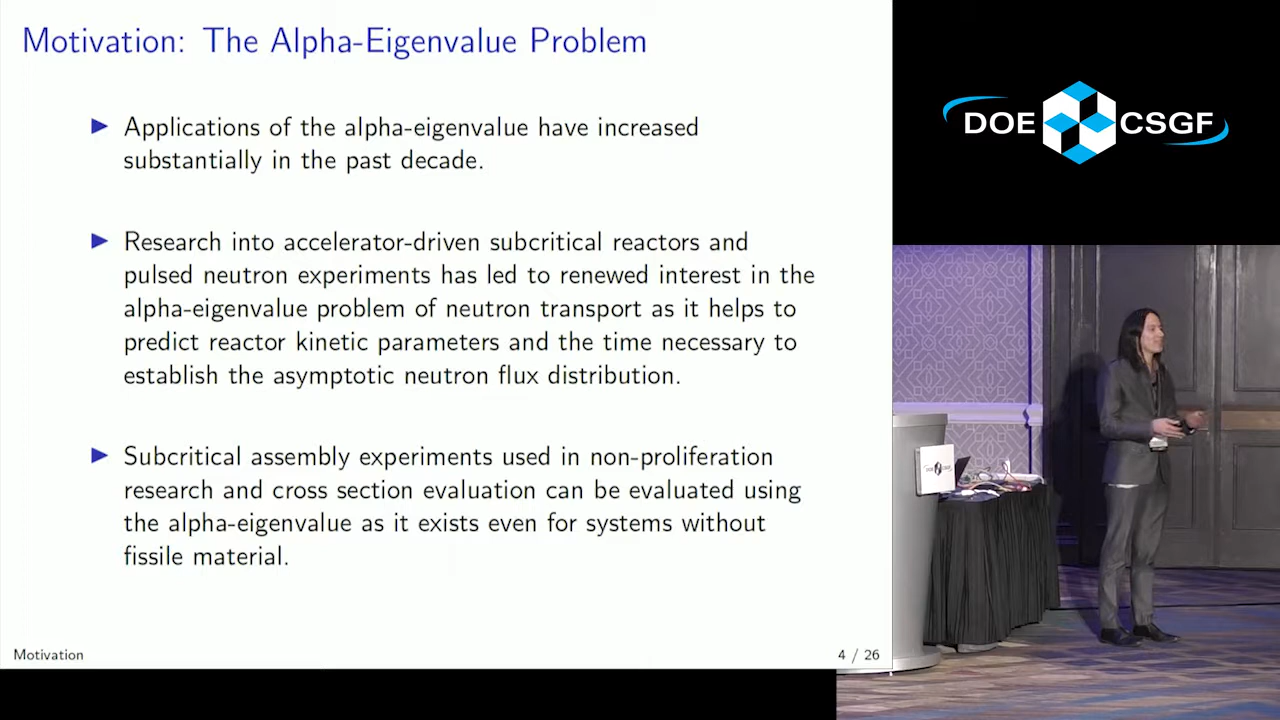 Motivation: The Alpha-Eigenvalue Problem
Applications of the alpha-eigenvalue have increased
substantially in the past decade.
Research into accelerator-driven subcritical reactors and
pulsed neutron experiments has led to renewed interest in the
alpha-eigenvalue problem of neutron transport as it helps to
predict reactor kinetic parameters and the time necessary to
establish the asymptotic neutron flux distribution.
Subcritical assembly experiments used in non-proliferation
research and cross section evaluation can be evaluated using
the alpha-eigenvalue as it exists even for systems without
fissile material.
Motivation
4 / 26
DOE CSGF
DOE CSGF